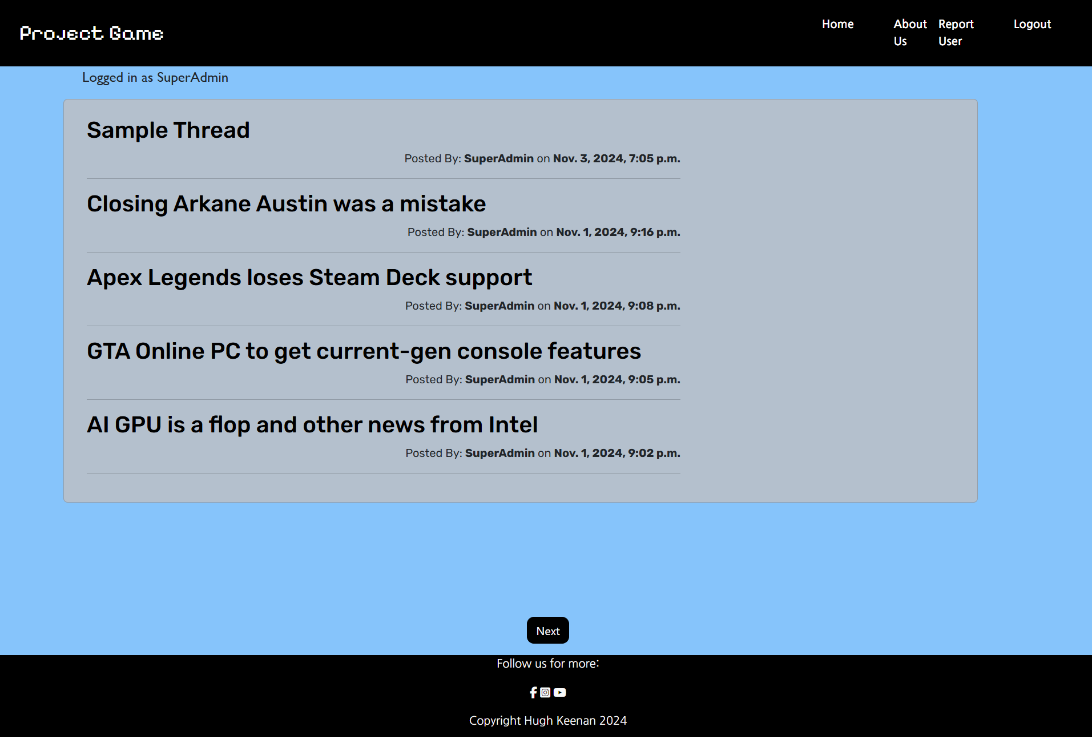 Project Game
Home
About
Us
Report
User
Logout
Logged in as SuperAdmin
Sample Thread
Posted By: SuperAdmin on Nov. 3, 2024, 7:05 p.m.
Closing Arkane Austin was a mistake
Posted By: SuperAdmin on Nov. 1, 2024, 9:16 p.m.
Apex Legends loses Steam Deck support
Posted By: SuperAdmin on Nov. 1, 2024, 9:08 p.m.
GTA Online PC to get current-gen console features
Posted By: SuperAdmin on Nov. 1, 2024, 9:05 p.m.
AI GPU is a flop and other news from Intel
Posted By: SuperAdmin on Nov. 1, 2024, 9:02 p.m.
Next
Follow us for more:
Copyright Hugh Keenan 2024